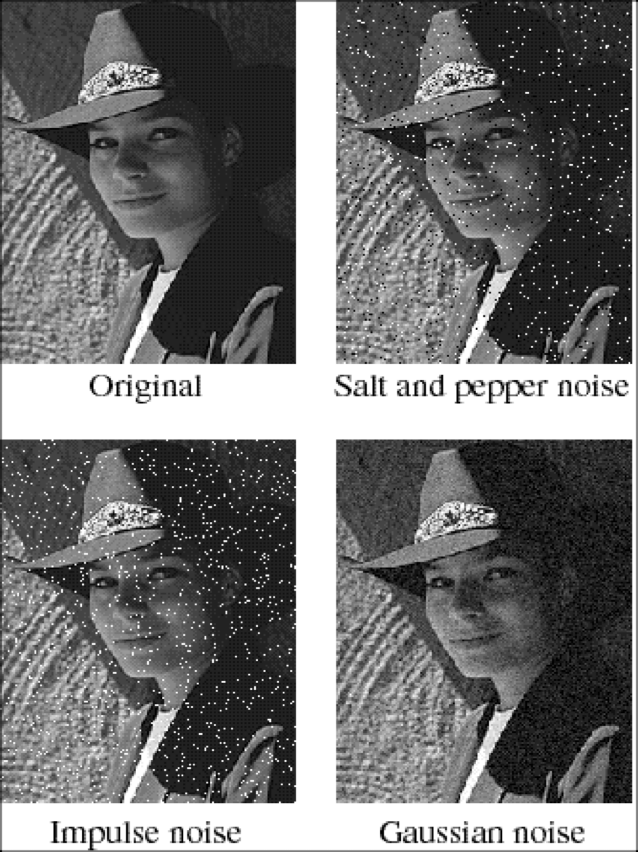 Original
Salt and pepper noise
Impulse noise
Gaussian noise